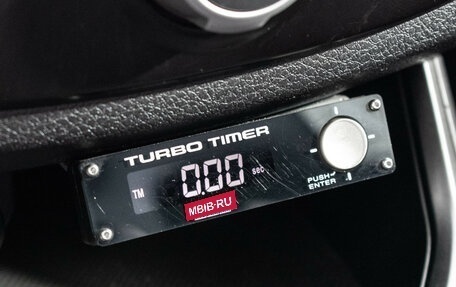 TURBO TIMER
TM 0.00 sec
MBIB.RU
PUSH
ENTER